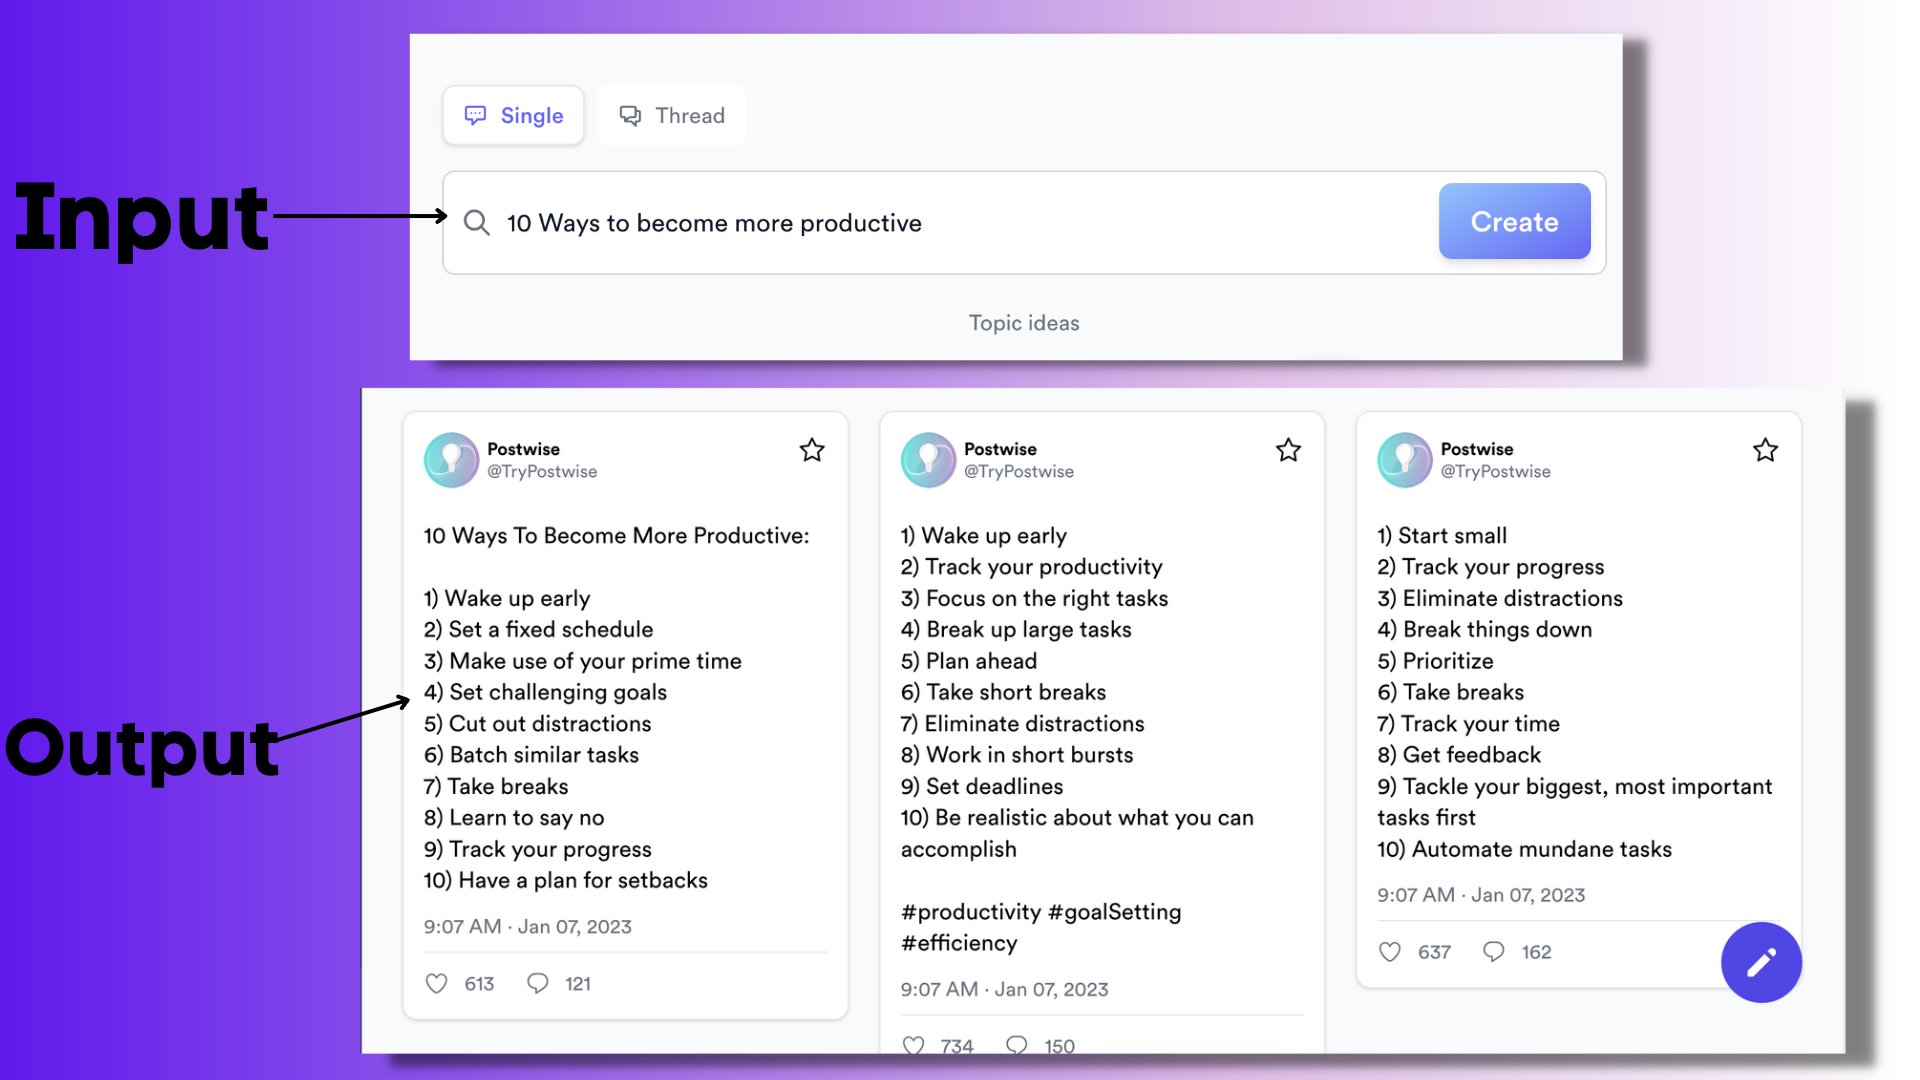 Input
Single
Thread
10 Ways to become more productive
Create
Topic ideas
Output
Postwise
@TryPostwise
10 Ways To Become More Productive:
1) Wake up early
2) Set a fixed schedule
3) Make use of your prime time
4) Set challenging goals
5) Cut out distractions
6) Batch similar tasks
7) Take breaks
8) Learn to say no
9) Track your progress
10) Have a plan for setbacks
9:07 AM · Jan 07, 2023
613
121
Postwise
@TryPostwise
1) Wake up early
2) Track your productivity
3) Focus on the right tasks
4) Break up large tasks
5) Plan ahead
6) Take short breaks
7) Eliminate distractions
8) Work in short bursts
9) Set deadlines
10) Be realistic about what you can
accomplish
#productivity #goalSetting
#efficiency
9:07 AM · Jan 07, 2023
734
150
Postwise
@TryPostwise
1) Start small
2) Track your progress
3) Eliminate distractions
4) Break things down
5) Prioritize
6) Take breaks
7) Track your time
8) Get feedback
9) Tackle your biggest, most important
tasks first
10) Automate mundane tasks
9:07 AM · Jan 07, 2023
637
162